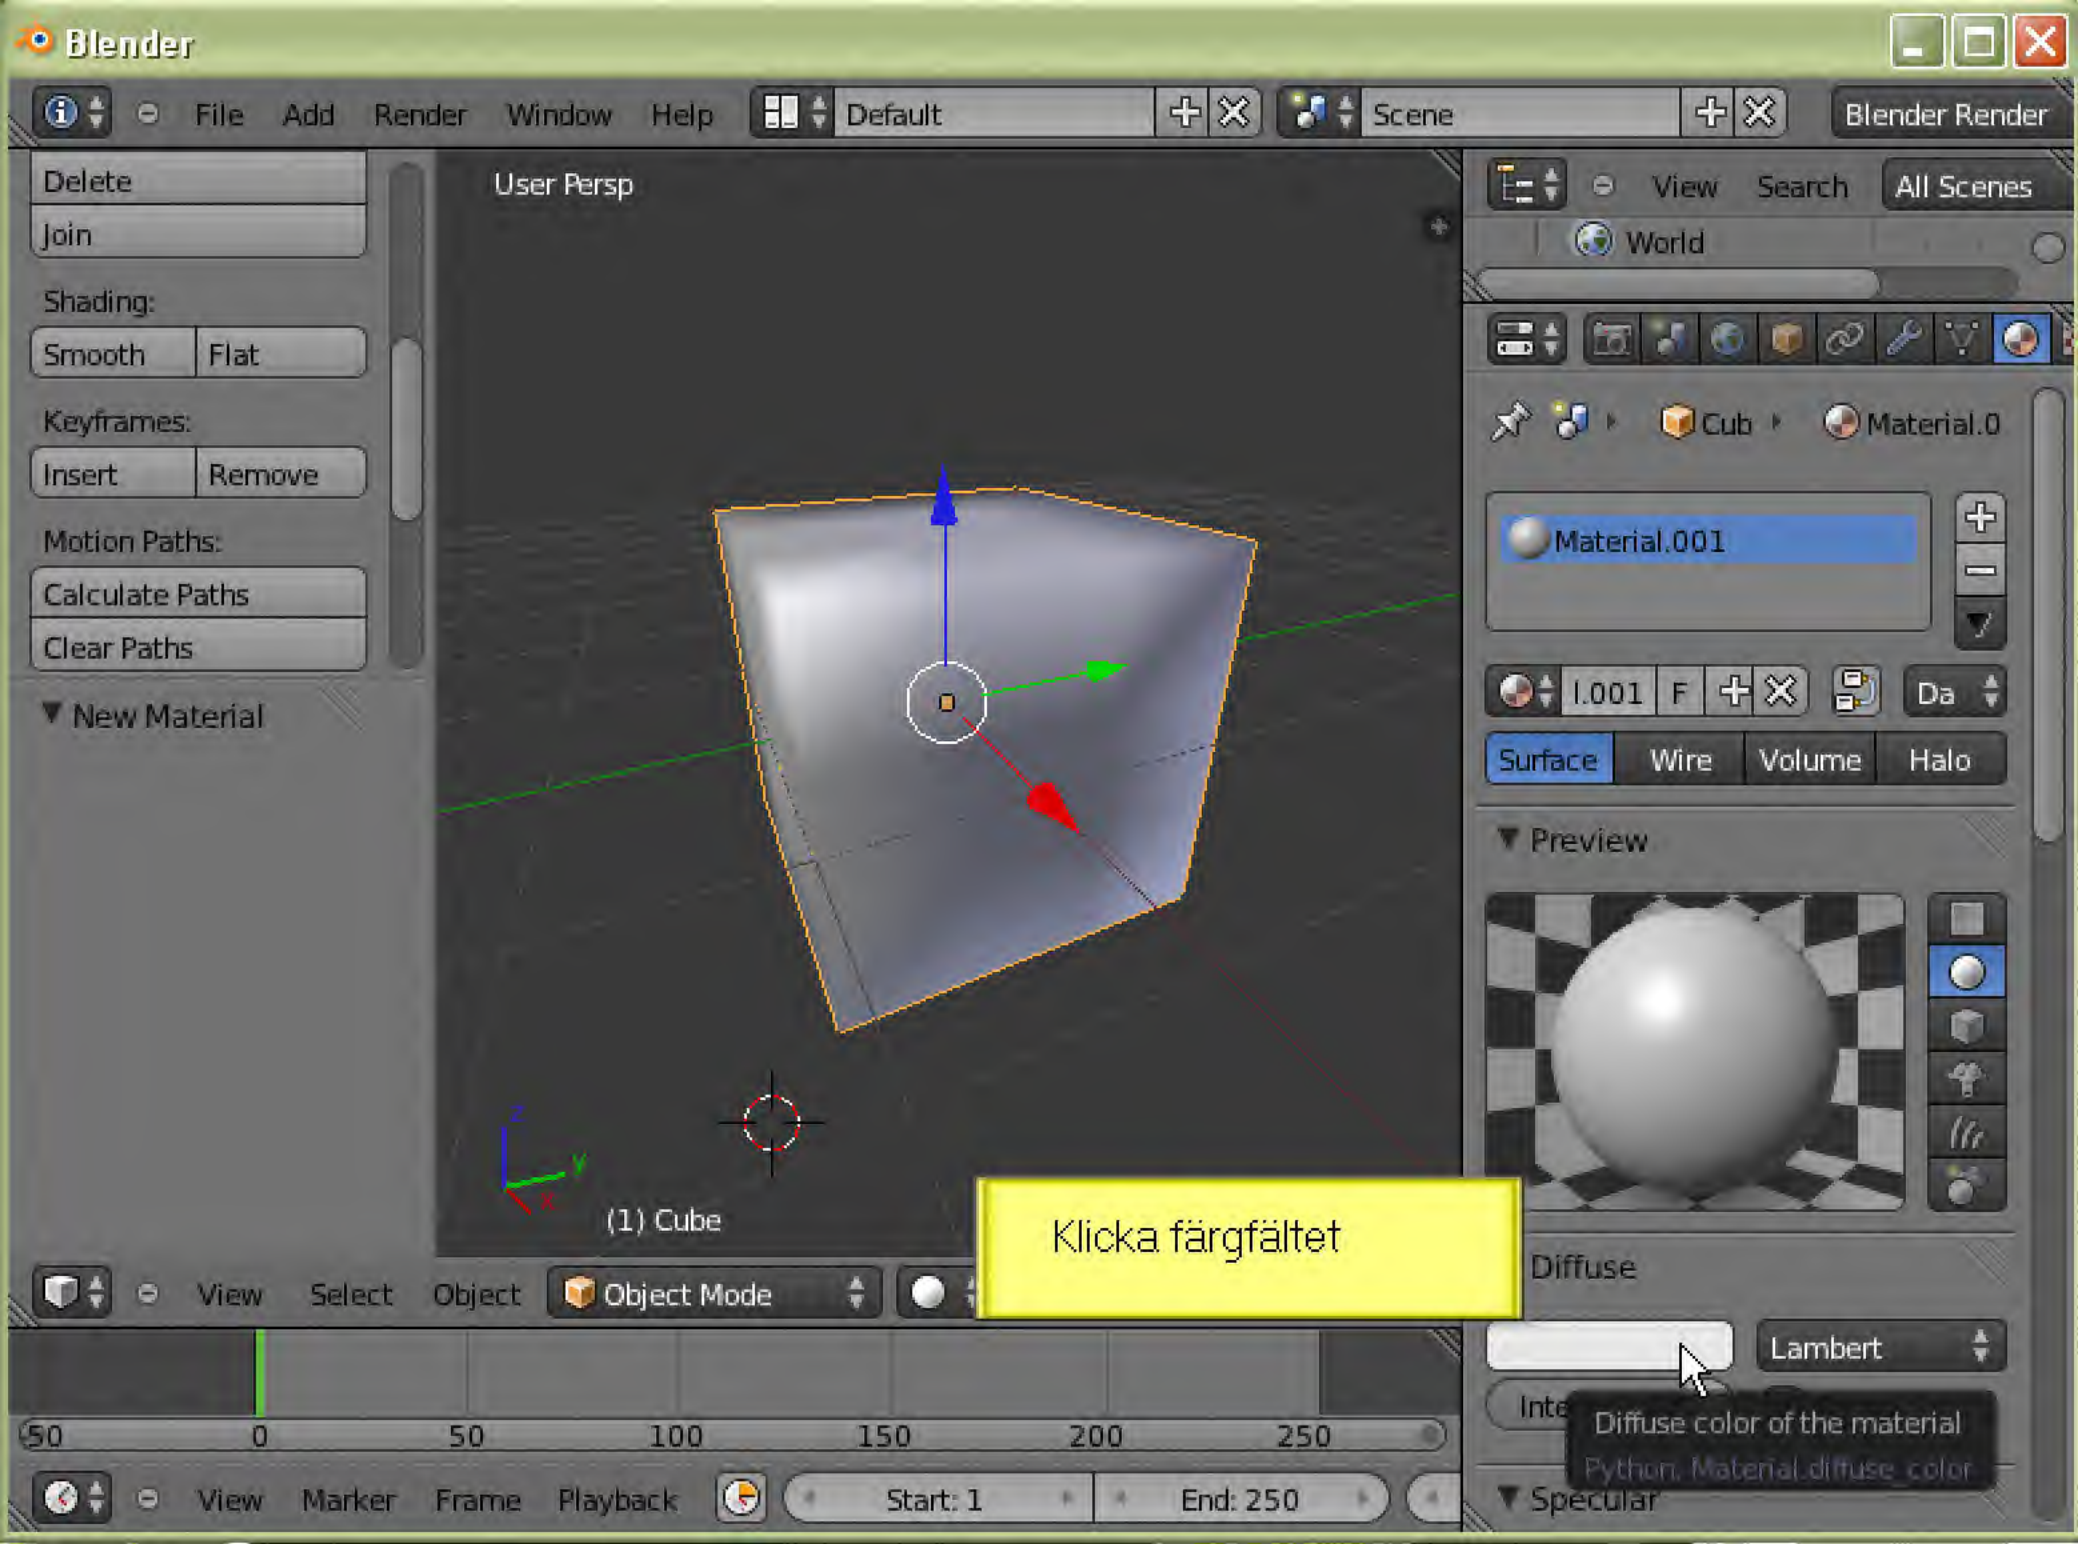 Blender
File Add Render Window Help Default Scene Blender Render
Delete
Join
Shading:
Smooth Flat
Keyframes:
Insert Remove
Motion Paths:
Calculate Paths
Clear Paths
New Material
User Persp
z
y
x
(1) Cube
Klicka färgfältet
View Select Object Object Mode
-50 0 50 100 150 200 250
View Marker Frame Playback Start: 1 End: 250
View Search All Scenes
World
Cub Material.0
Material.001
l.001 F Da
Surface Wire Volume Halo
Preview
Diffuse
Lambert
Inte
Diffuse color of the material
Python: Material.diffuse_color
Specular